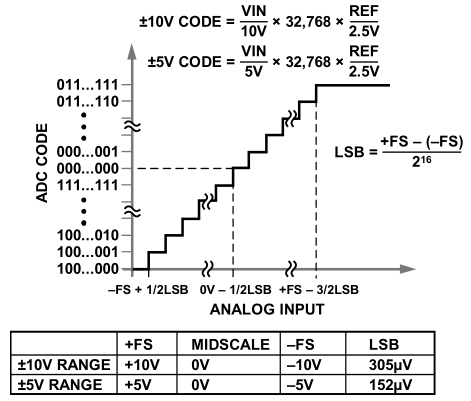 ±10V CODE = VIN/10V × 32,768 × REF/2.5V
±5V CODE = VIN/5V × 32,768 × REF/2.5V
011...111
011...110
000...001
000...000
111...111
100...010
100...001
100...000
ADC CODE
LSB = +FS – (–FS)/2¹⁶
–FS + 1/2LSB 0V – 1/2LSB +FS – 3/2LSB
ANALOG INPUT
+FS MIDSCALE –FS LSB
±10V RANGE +10V 0V –10V 305µV
±5V RANGE +5V 0V –5V 152µV